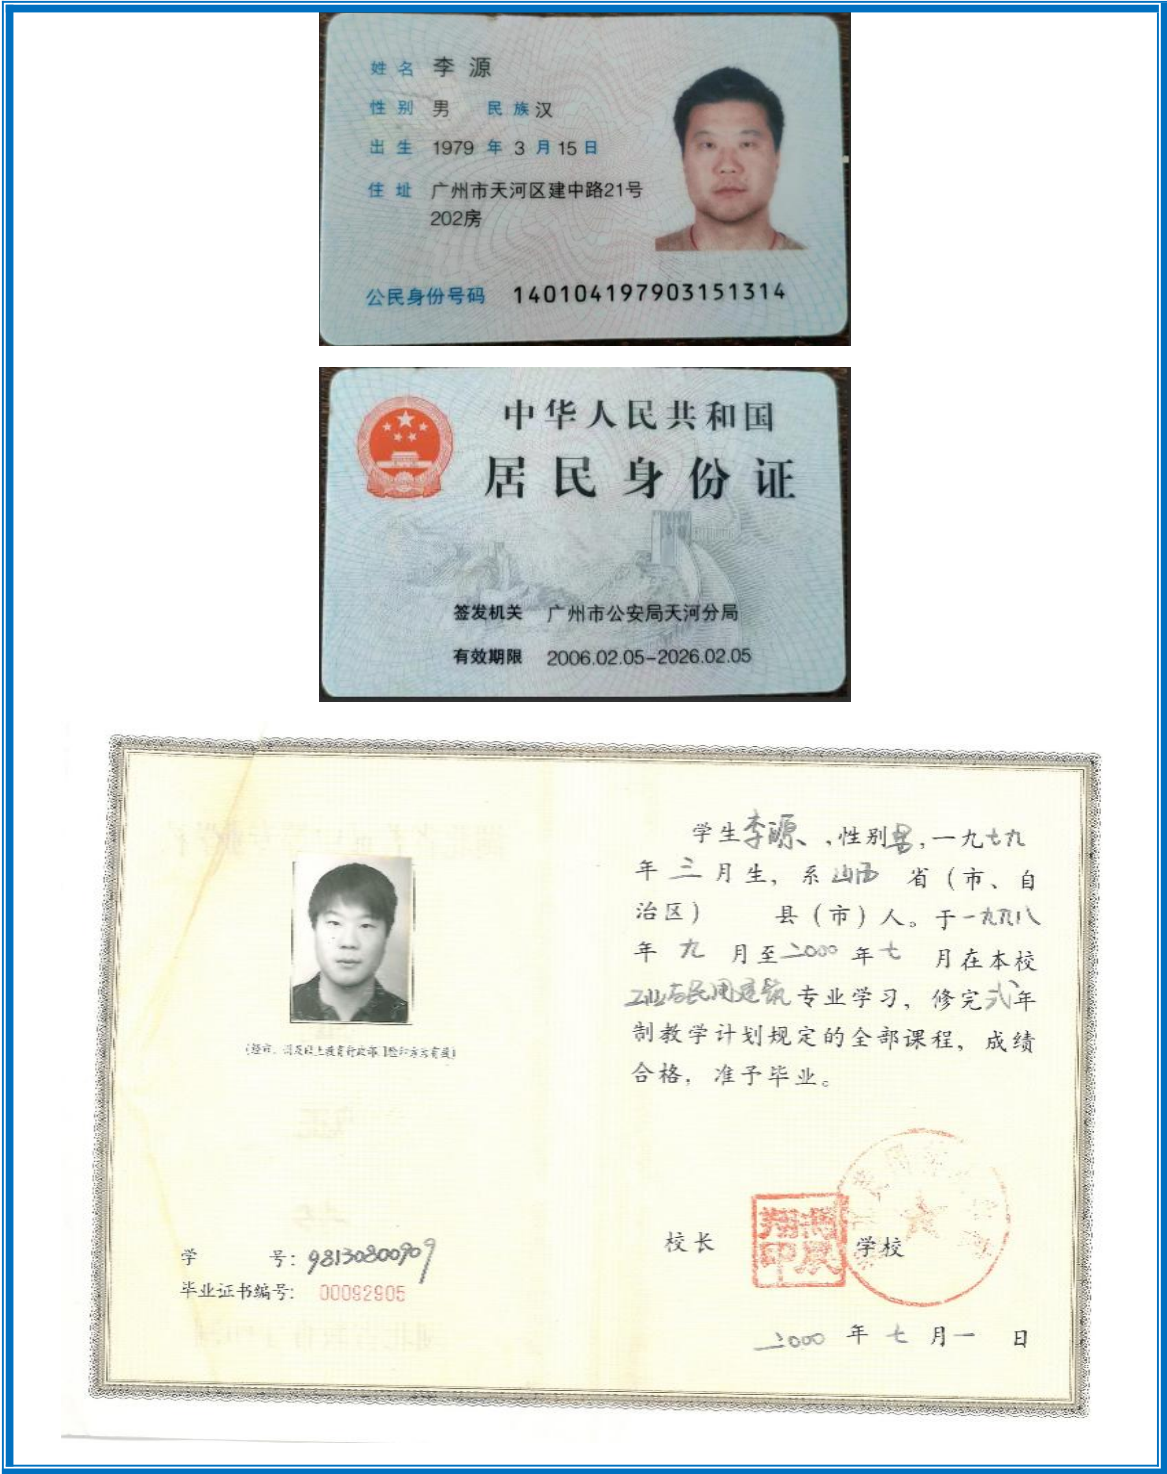 姓名 李源
性别 男 民族 汉
出生 1979 年 3 月 15 日
住址 广州市天河区建中路21号
202房
公民身份号码 140104197903151314
中华人民共和国
居民身份证
签发机关 广州市公安局天河分局
有效期限 2006.02.05-2026.02.05
学生李源、,性别男,一九七九
年三月生,系山西省(市、自
治区) 县(市)人。于一九九八
年九月至二000年七月在本校
工业与民用建筑专业学习,修完弍年
制教学计划规定的全部课程,成绩
合格,准予毕业。
校长 学校
二000年七月一日
学号:98130800909
毕业证书编号:00092905